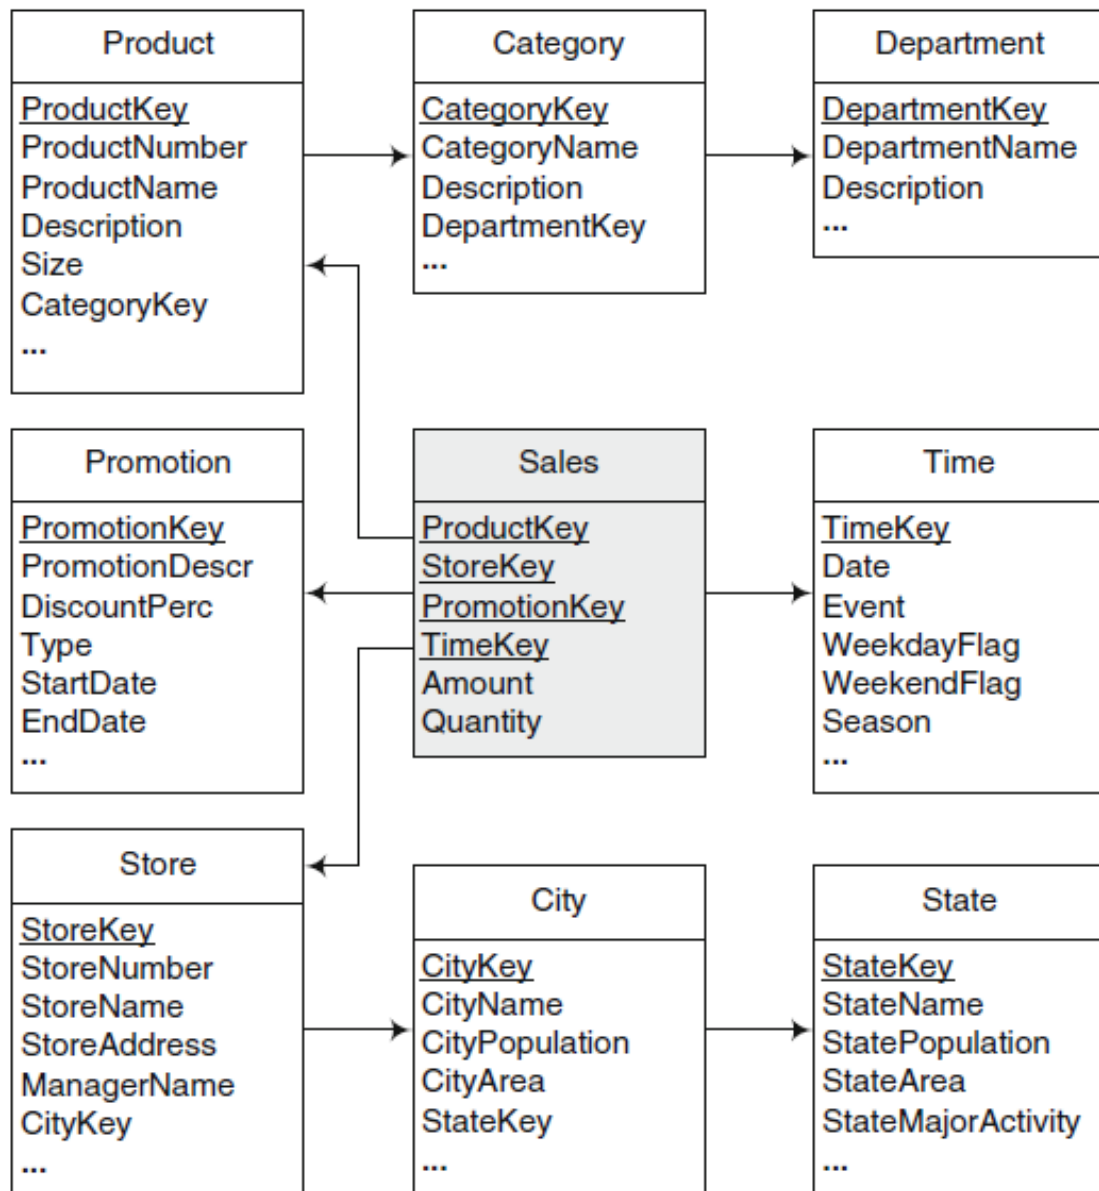 Product
ProductKey
ProductNumber
ProductName
Description
Size
CategoryKey
...
Category
CategoryKey
CategoryName
Description
DepartmentKey
...
Department
DepartmentKey
DepartmentName
Description
...
Promotion
PromotionKey
PromotionDescr
DiscountPerc
Type
StartDate
EndDate
...
Sales
ProductKey
StoreKey
PromotionKey
TimeKey
Amount
Quantity
Time
TimeKey
Date
Event
WeekdayFlag
WeekendFlag
Season
...
Store
StoreKey
StoreNumber
StoreName
StoreAddress
ManagerName
CityKey
...
City
CityKey
CityName
CityPopulation
CityArea
StateKey
...
State
StateKey
StateName
StatePopulation
StateArea
StateMajorActivity
...